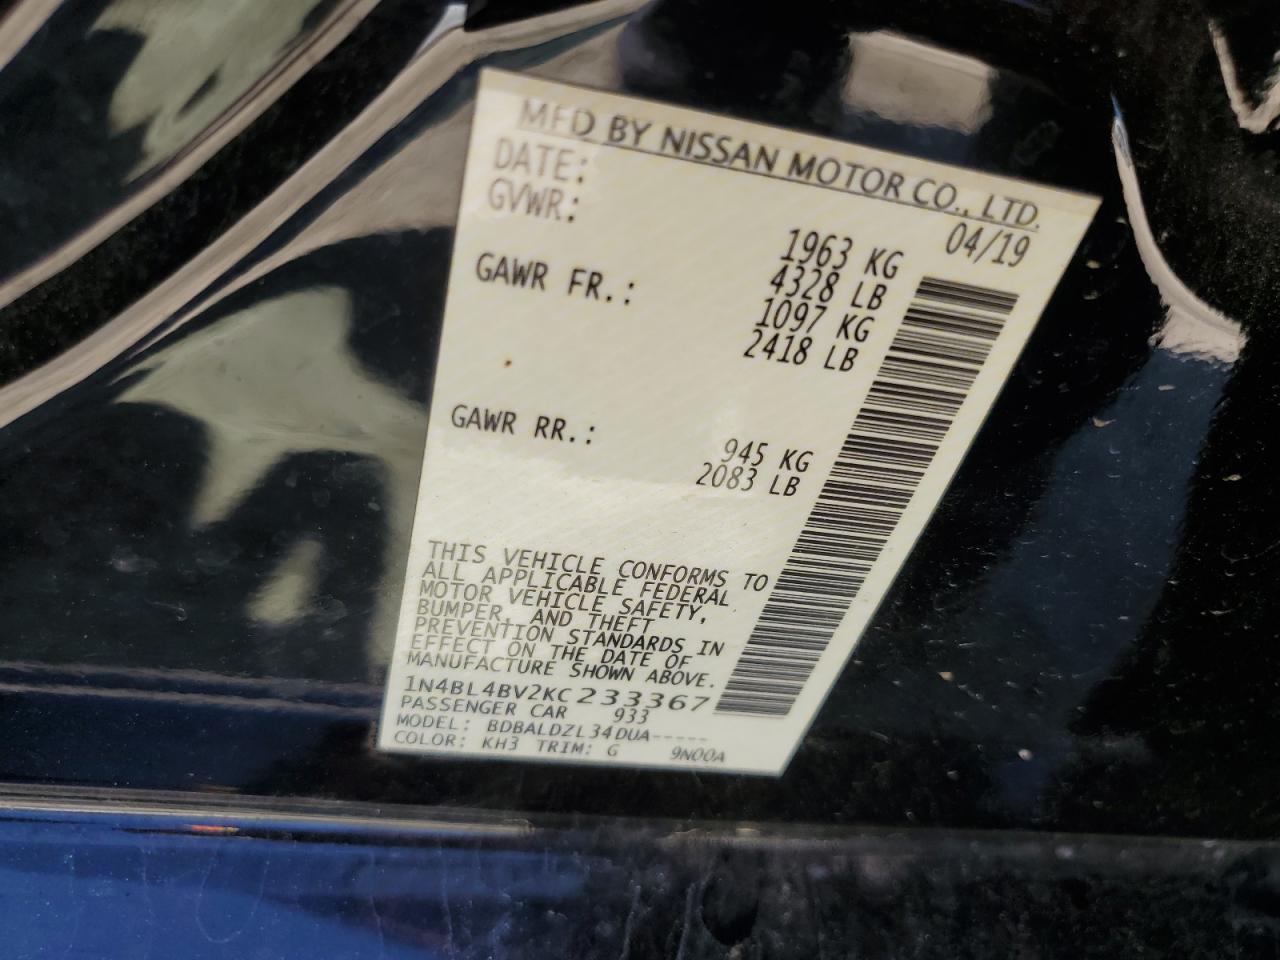 MFD BY NISSAN MOTOR CO., LTD.
DATE: 04/19
GVWR: 1963 KG
4328 LB
GAWR FR.: 1097 KG
2418 LB
GAWR RR.: 945 KG
2083 LB
THIS VEHICLE CONFORMS TO
ALL APPLICABLE FEDERAL
MOTOR VEHICLE SAFETY,
BUMPER, AND THEFT
PREVENTION STANDARDS IN
EFFECT ON THE DATE OF
MANUFACTURE SHOWN ABOVE.
1N4BL4BV2KC233367
PASSENGER CAR 933
MODEL: BDBALDZL34DUA-----
COLOR: KH3 TRIM: G 9N00A